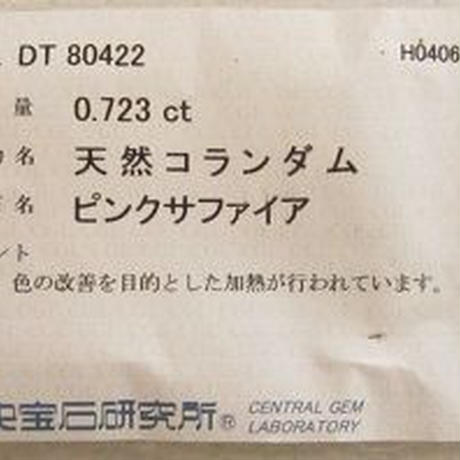 DT 80422 H0406
量 0.723 ct
名 天然コランダム
名 ピンクサファイア
ント
色の改善を目的とした加熱が行われています。
宝石研究所® CENTRAL GEM
LABORATORY